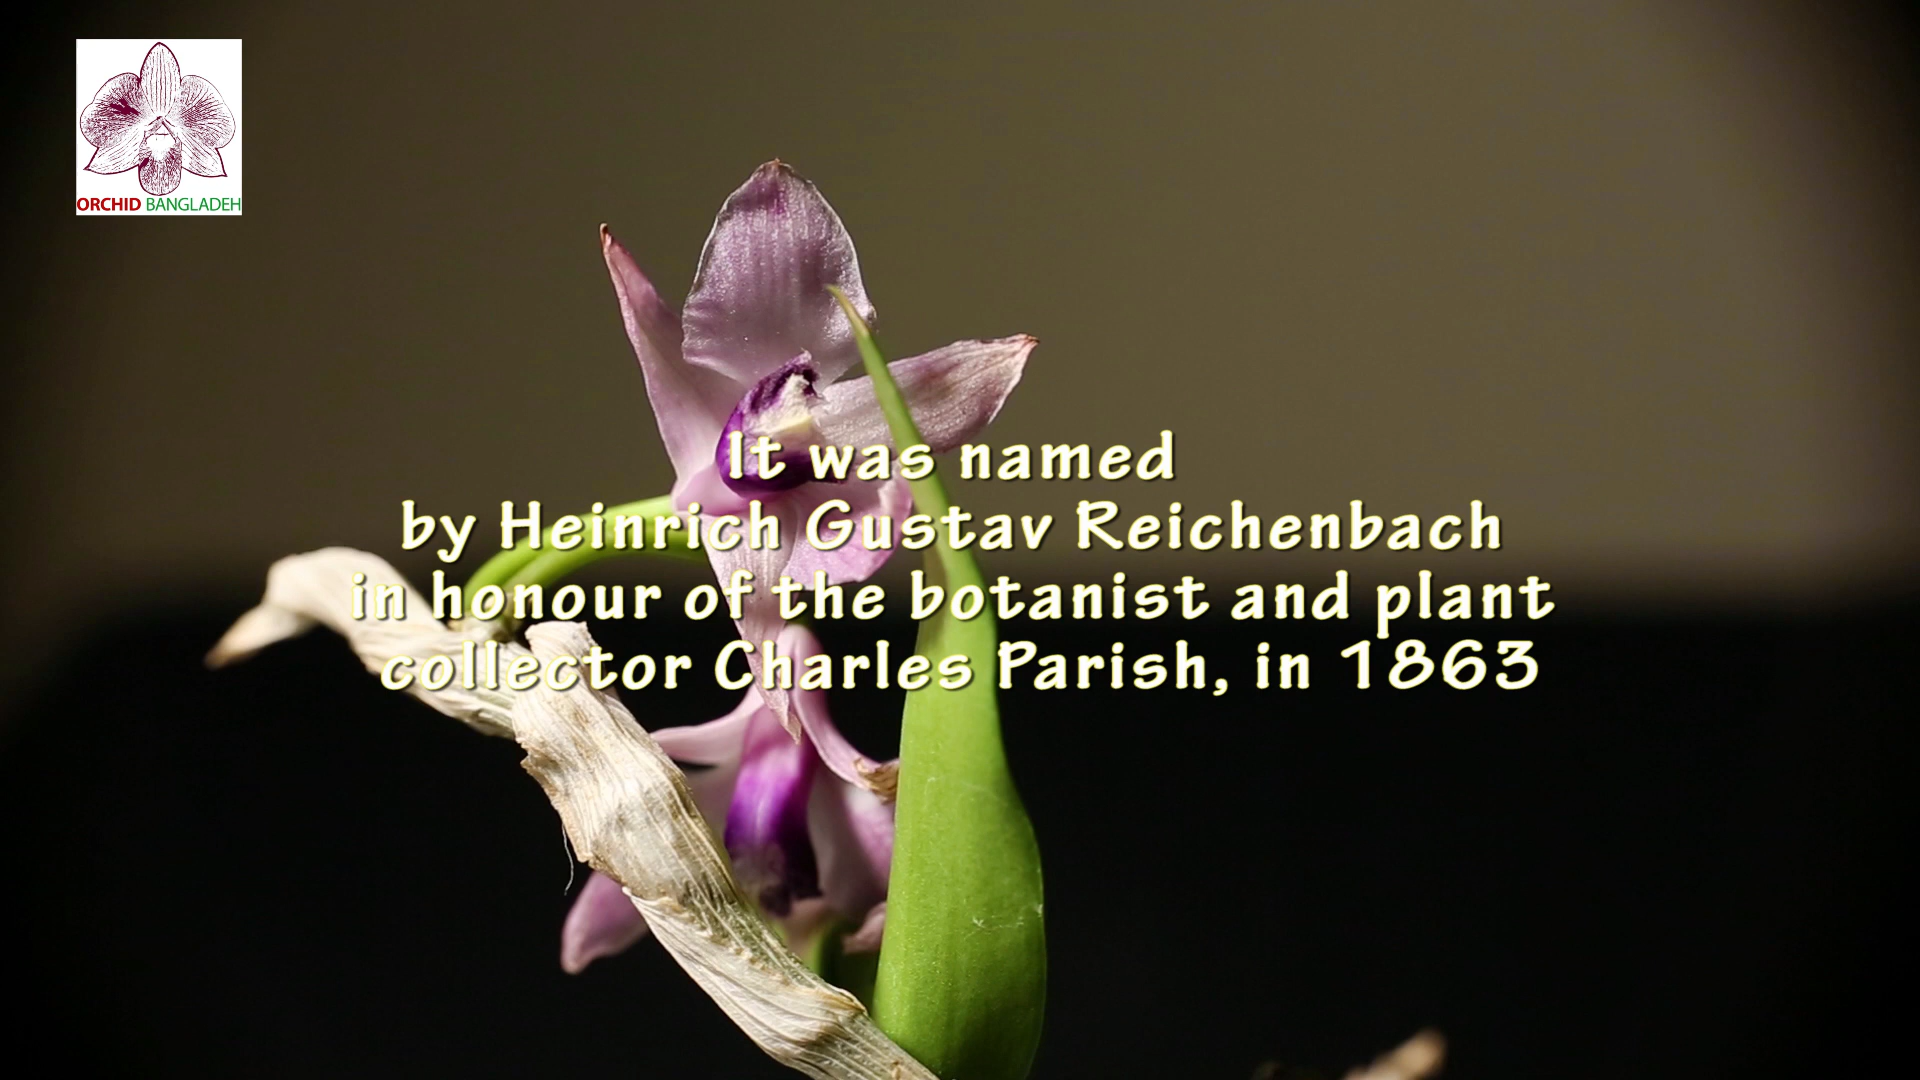 ORCHID BANGLADEH
It was named
by Heinrich Gustav Reichenbach
in honour of the botanist and plant
collector Charles Parish, in 1863